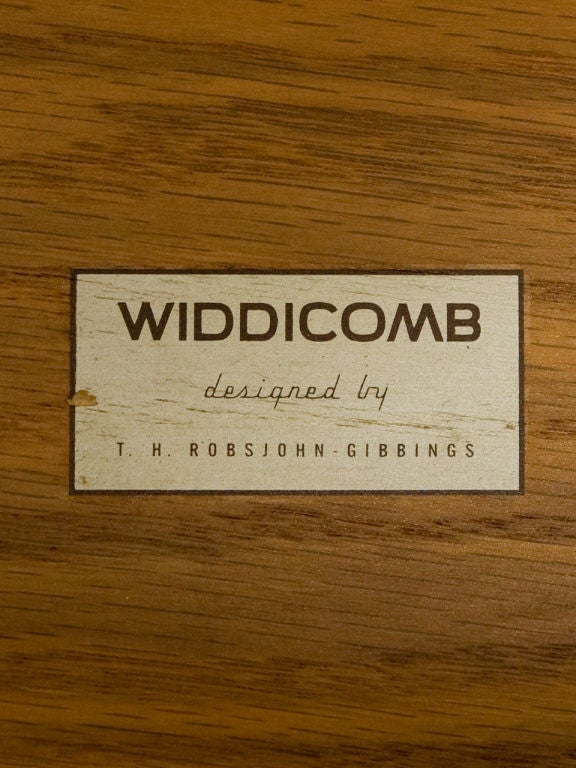 WIDDICOMB
designed by
T. H. ROBSJOHN-GIBBINGS